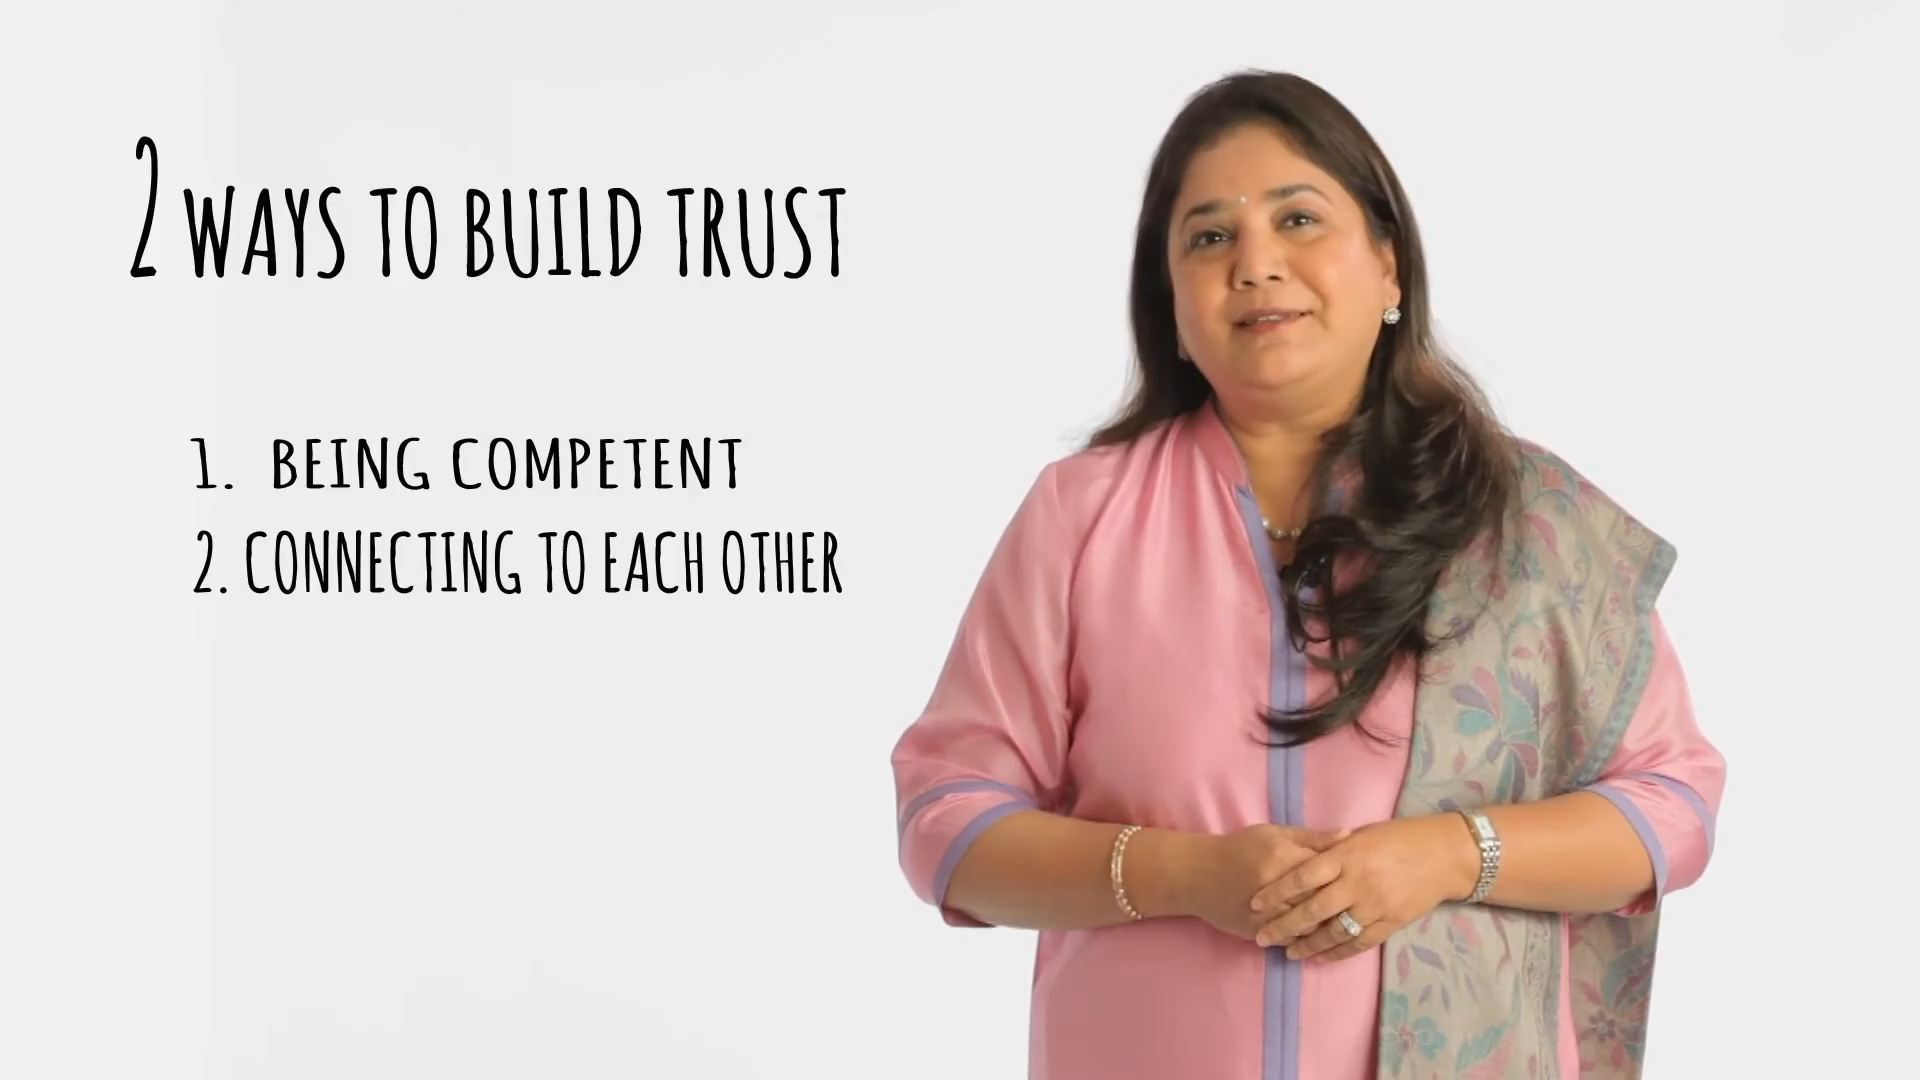 2 WAYS TO BUILD TRUST
1. BEING COMPETENT
2. CONNECTING TO EACH OTHER